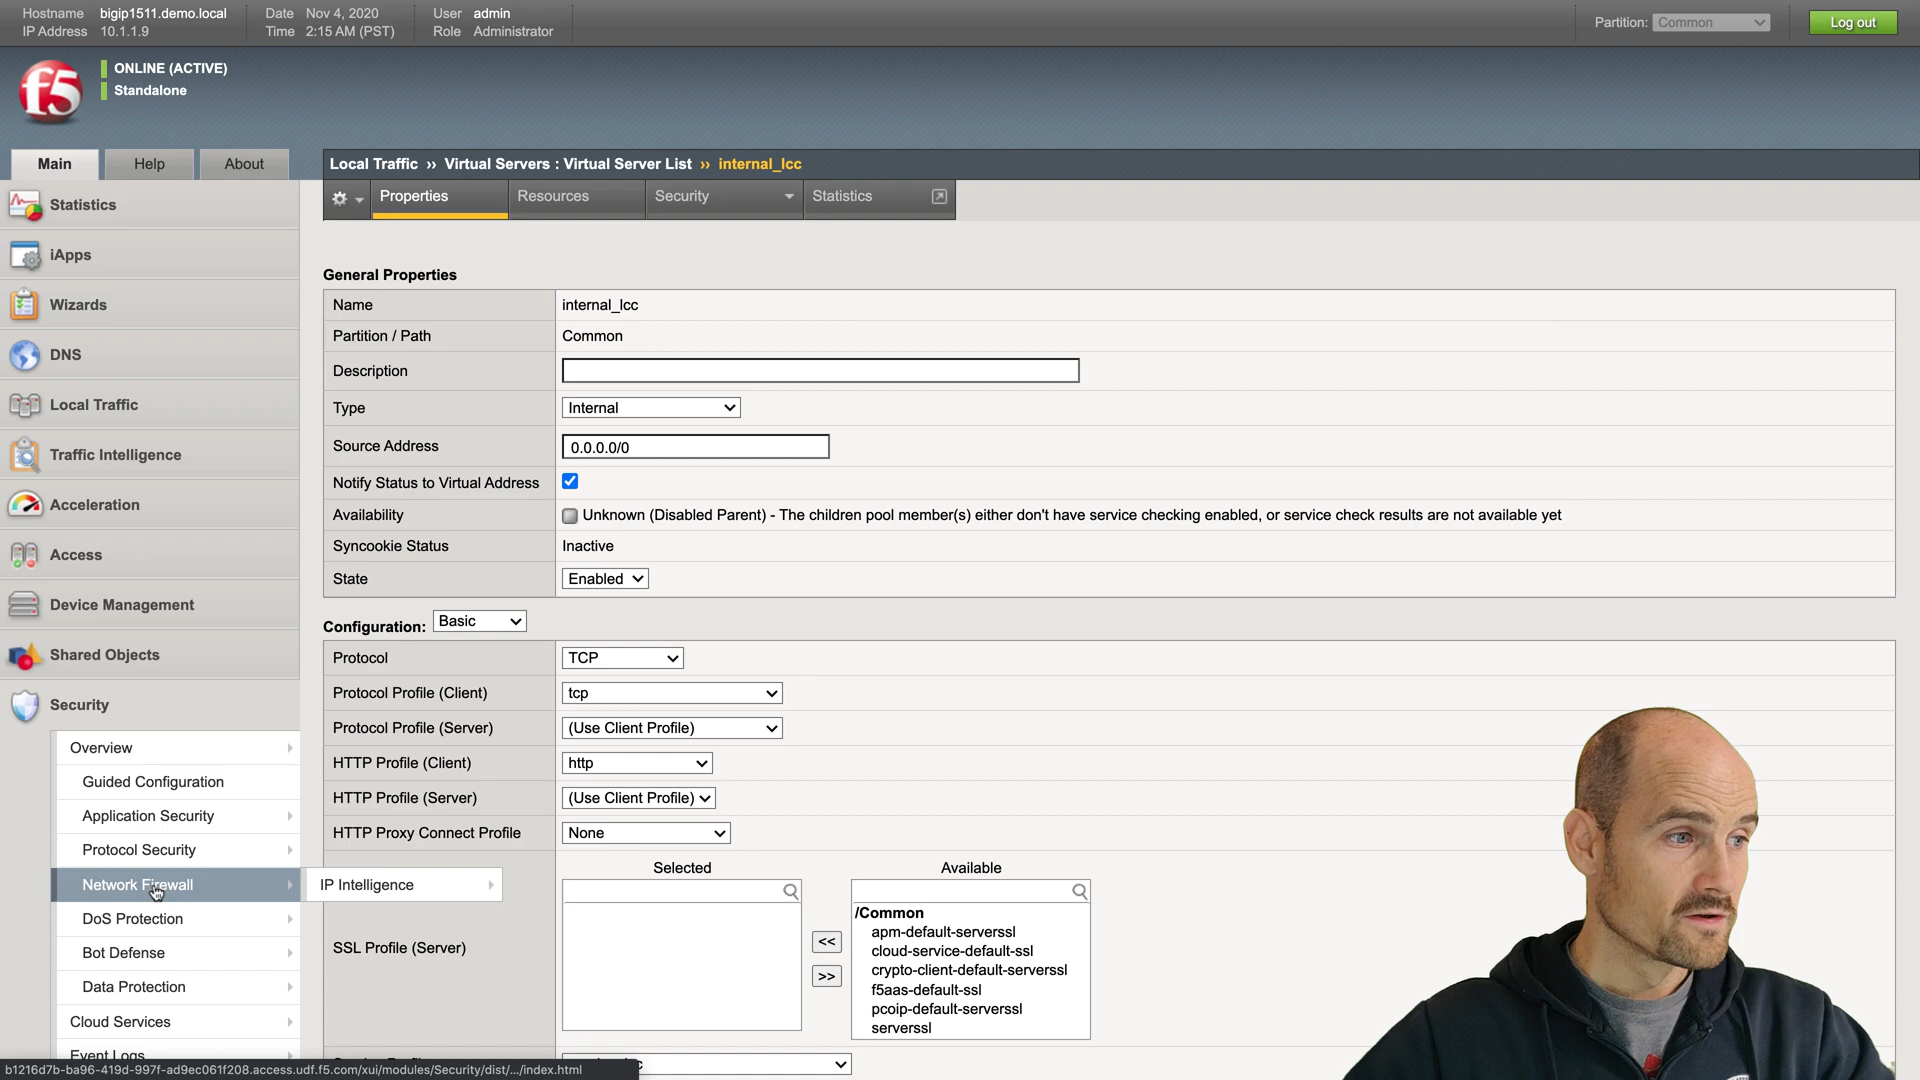 Hostname bigip1511.demo.local
IP Address 10.1.1.9
Date Nov 4, 2020
Time 2:15 AM (PST)
User admin
Role Administrator
Partition: Common
Log out
f5
ONLINE (ACTIVE)
Standalone
Main
Help
About
Local Traffic ›› Virtual Servers : Virtual Server List ›› internal_lcc
Properties
Resources
Security
Statistics
Statistics
iApps
Wizards
DNS
Local Traffic
Traffic Intelligence
Acceleration
Access
Device Management
Shared Objects
Security
Overview
Guided Configuration
Application Security
Protocol Security
Network Firewall
IP Intelligence
DoS Protection
Bot Defense
Data Protection
Cloud Services
Event Logs
General Properties
Name internal_lcc
Partition / Path Common
Description
Type Internal
Source Address 0.0.0.0/0
Notify Status to Virtual Address
Availability Unknown (Disabled Parent) - The children pool member(s) either don't have service checking enabled, or service check results are not available yet
Syncookie Status Inactive
State Enabled
Configuration: Basic
Protocol TCP
Protocol Profile (Client) tcp
Protocol Profile (Server) (Use Client Profile)
HTTP Profile (Client) http
HTTP Profile (Server) (Use Client Profile)
HTTP Proxy Connect Profile None
SSL Profile (Server)
Selected
Available
<<
>>
/Common
apm-default-serverssl
cloud-service-default-ssl
crypto-client-default-serverssl
f5aas-default-ssl
pcoip-default-serverssl
serverssl
b1216d7b-ba96-419d-997f-ad9ec061f208.access.udf.f5.com/xui/modules/Security/dist/.../index.html